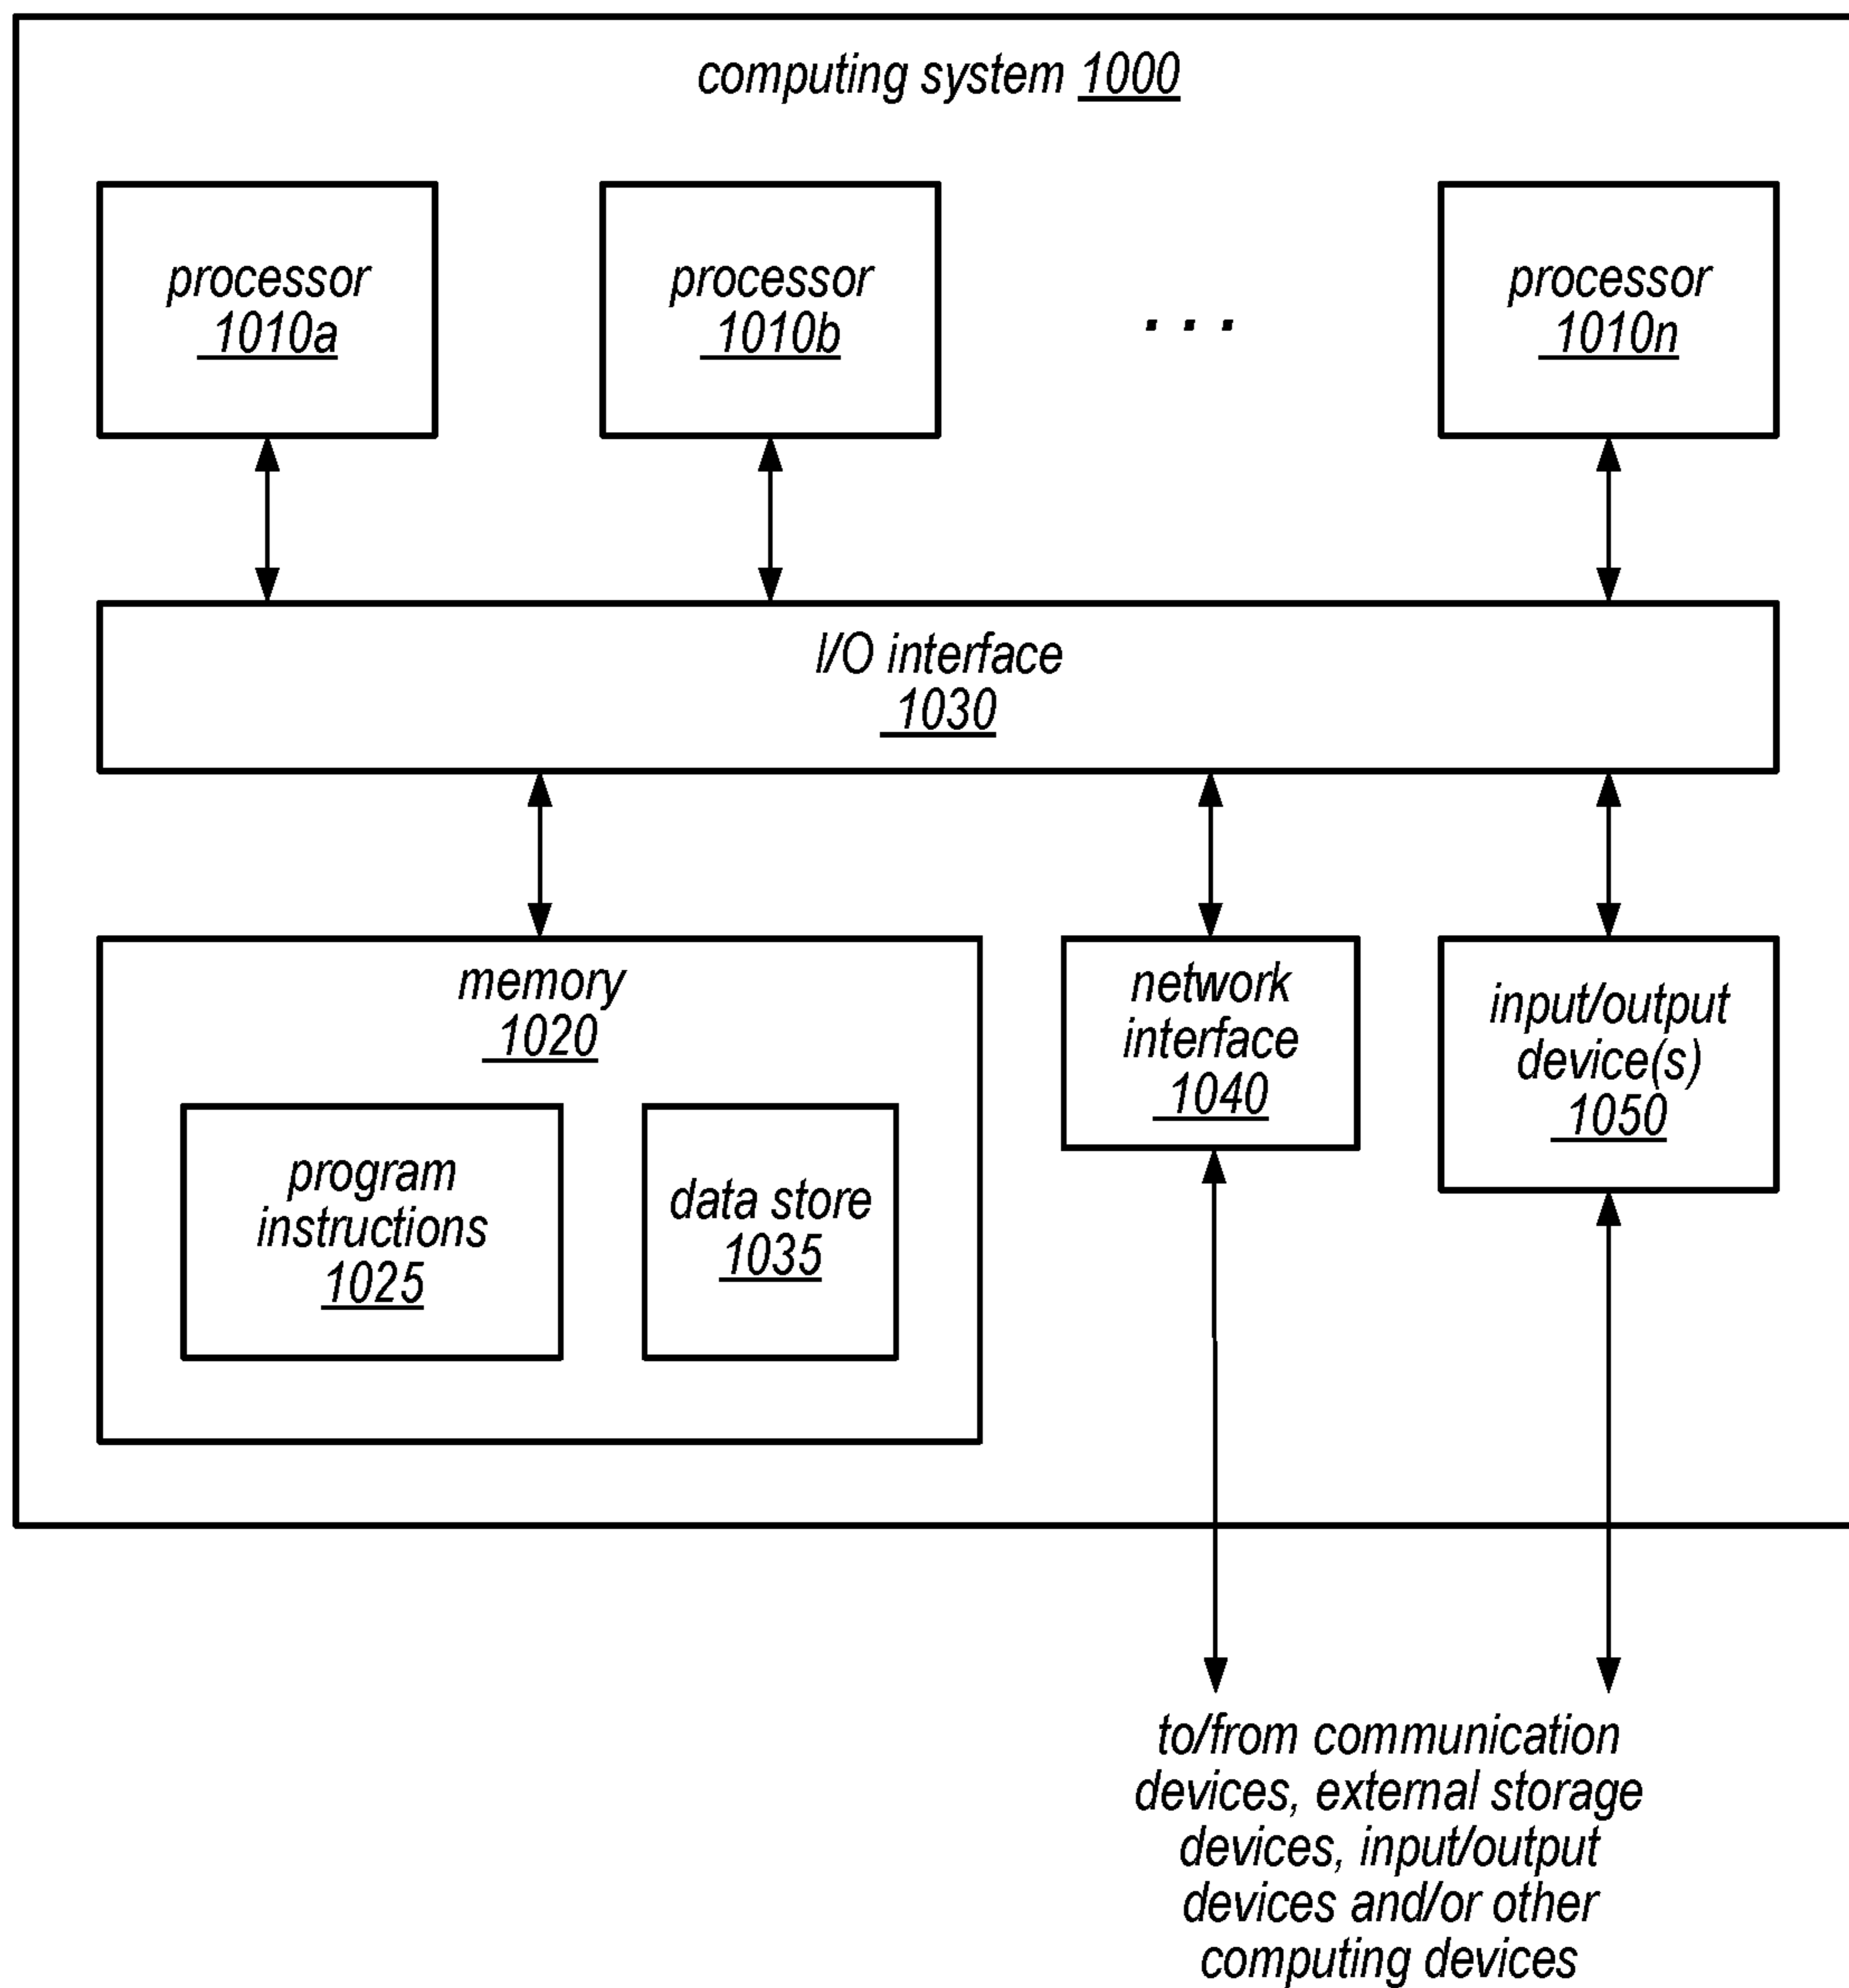 computing system 1000
processor
1010a
processor
1010b
. . .
processor
1010n
I/O interface
1030
memory
1020
program
instructions
1025
data store
1035
network
interface
1040
input/output
device(s)
1050
to/from communication
devices, external storage
devices, input/output
devices and/or other
computing devices